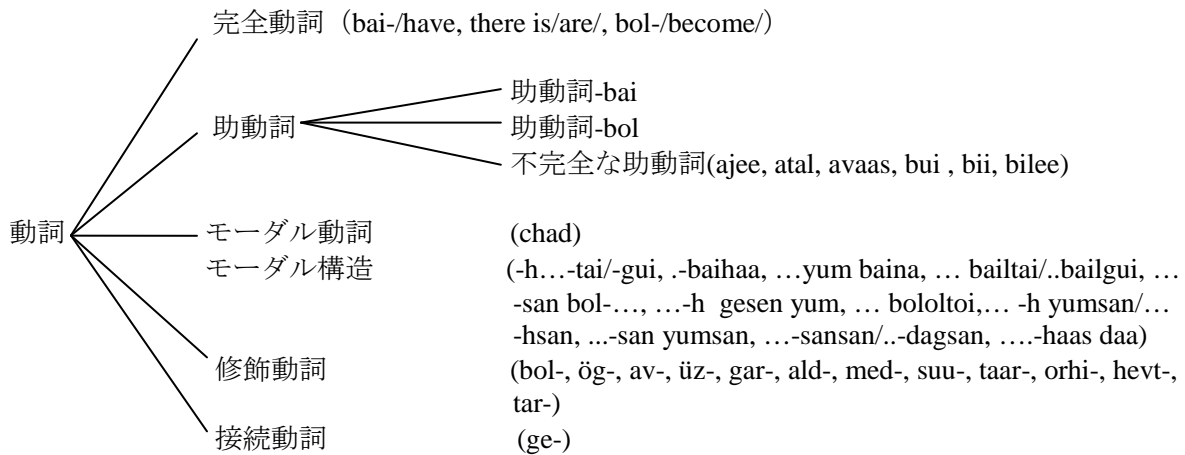 完全動詞（bai-/have, there is/are/, bol-/become/）
助動詞-bai
助動詞 助動詞-bol
不完全な助動詞(ajee, atal, avaas, bui , bii, bilee)
動詞 モーダル動詞 (chad)
モーダル構造 (-h…-tai/-gui, .-baihaa, …yum baina, … bailtai/..bailgui, …
-san bol-…, …-h gesen yum, … bololtoi,… -h yumsan/…
-hsan, ...-san yumsan, …-sansan/..-dagsan, ….-haas daa)
修飾動詞 (bol-, ög-, av-, üz-, gar-, ald-, med-, suu-, taar-, orhi-, hevt-,
tar-)
接続動詞 (ge-)